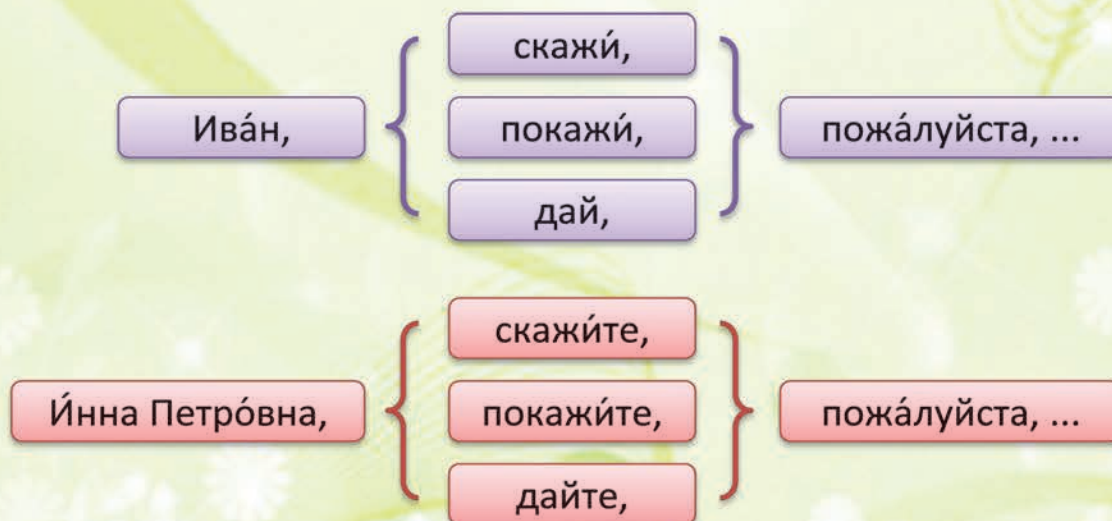 Ива́н,
скажи́,
покажи́,
дай,
пожа́луйста, ...
И́нна Петро́вна,
скажи́те,
покажи́те,
дайте,
пожа́луйста, ...